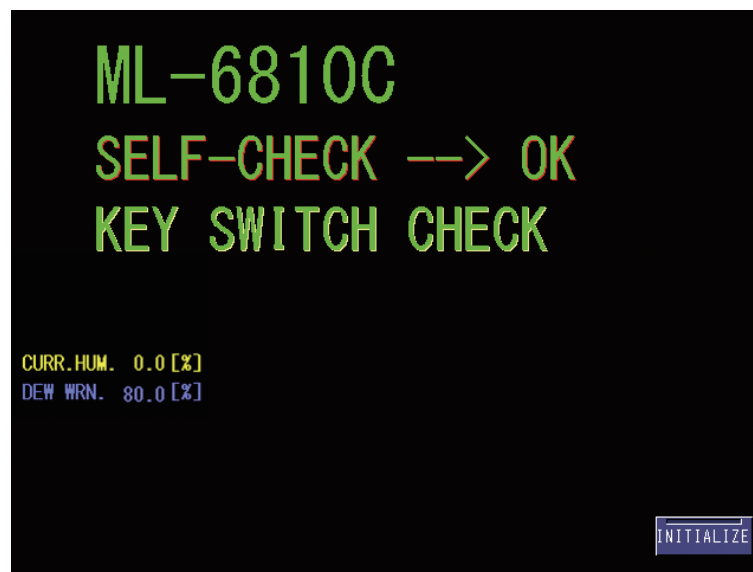 ML-6810C
SELF-CHECK --> OK
KEY SWITCH CHECK
CURR.HUM. 0.0[%]
DEW WRN. 80.0[%]
INITIALIZE